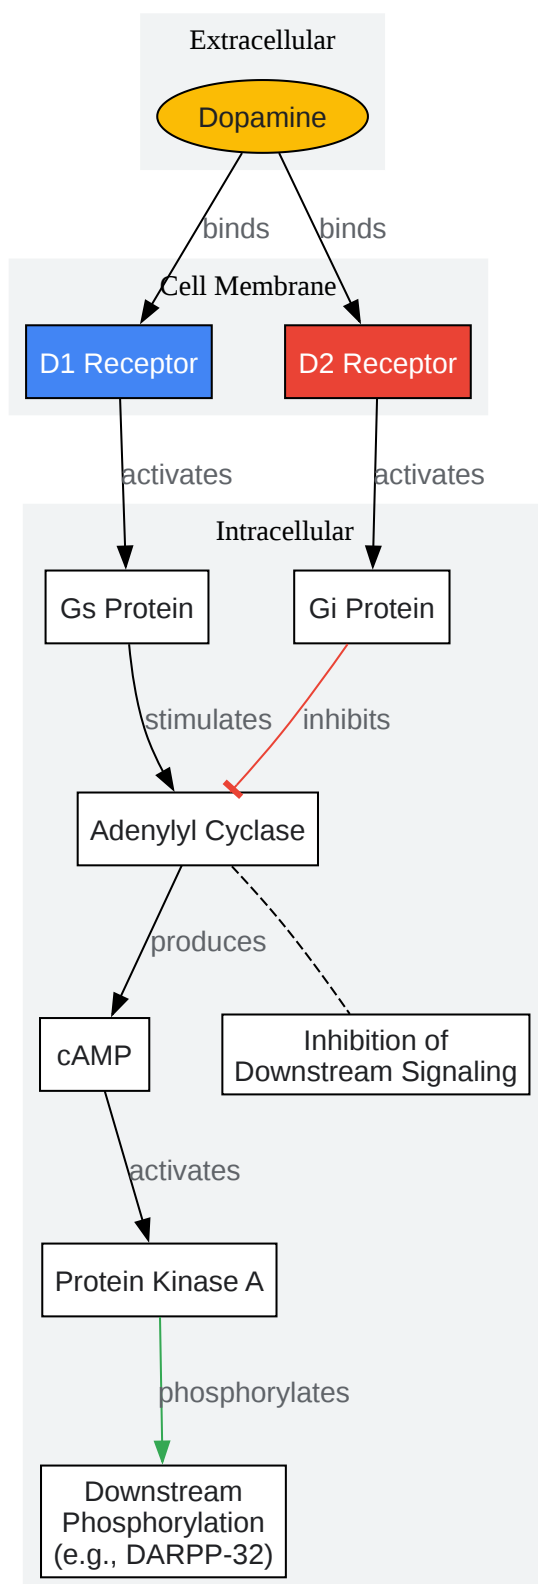 Extracellular
Dopamine
binds
binds
Cell Membrane
D1 Receptor
D2 Receptor
activates
activates
Intracellular
Gs Protein
Gi Protein
stimulates
inhibits
Adenylyl Cyclase
produces
cAMP
Inhibition of
Downstream Signaling
activates
Protein Kinase A
phosphorylates
Downstream
Phosphorylation
(e.g., DARPP-32)